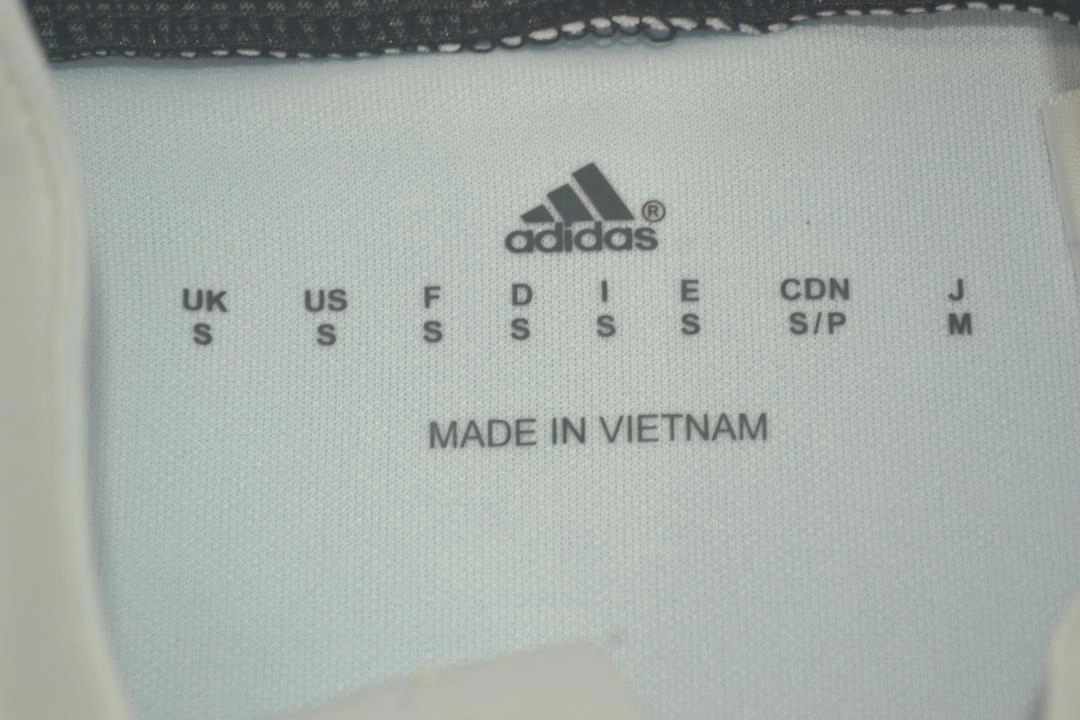 adidas®
UK US F D I E CDN J
S S S S S S S/P M
MADE IN VIETNAM